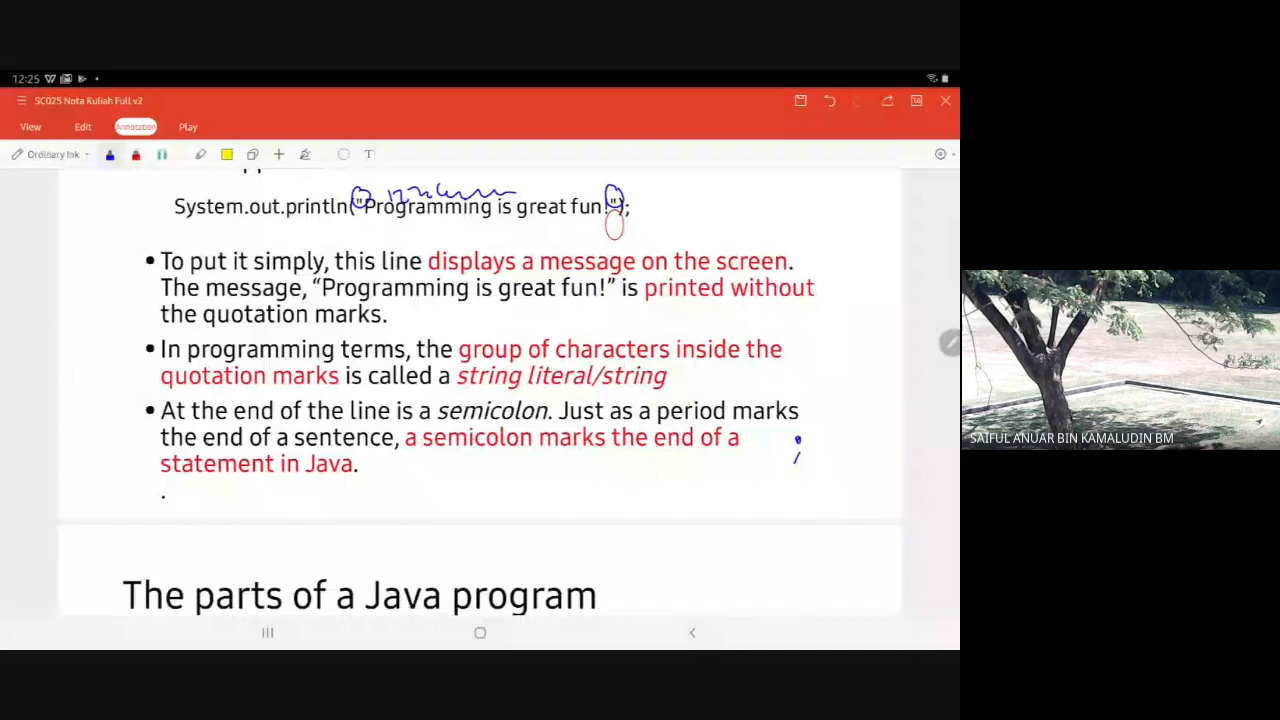 12:25
SC025 Nota Kuliah Full v2
View Edit Annotation Play
Ordinary Ink
System.out.println("Programming is great fun!");
• To put it simply, this line displays a message on the screen.
The message, “Programming is great fun!” is printed without
the quotation marks.
• In programming terms, the group of characters inside the
quotation marks is called a string literal/string
• At the end of the line is a semicolon. Just as a period marks
the end of a sentence, a semicolon marks the end of a
statement in Java.
.
;
The parts of a Java program
SAIFUL ANUAR BIN KAMALUDIN BM